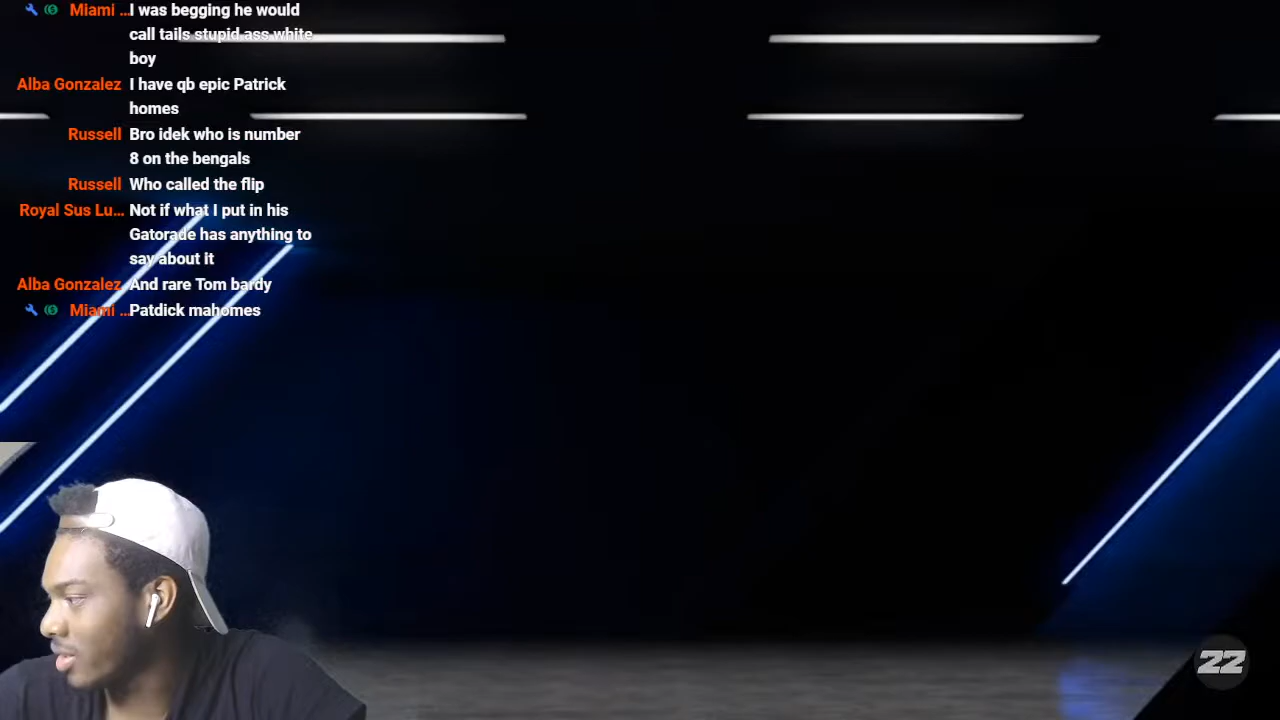 Miami ... I was begging he would
call tails stupid ass white
boy
Alba Gonzalez I have qb epic Patrick
homes
Russell Bro idek who is number
8 on the bengals
Russell Who called the flip
Royal Sus Lu... Not if what I put in his
Gatorade has anything to
say about it
Alba Gonzalez And rare Tom bardy
Miami ... Patdick mahomes
22